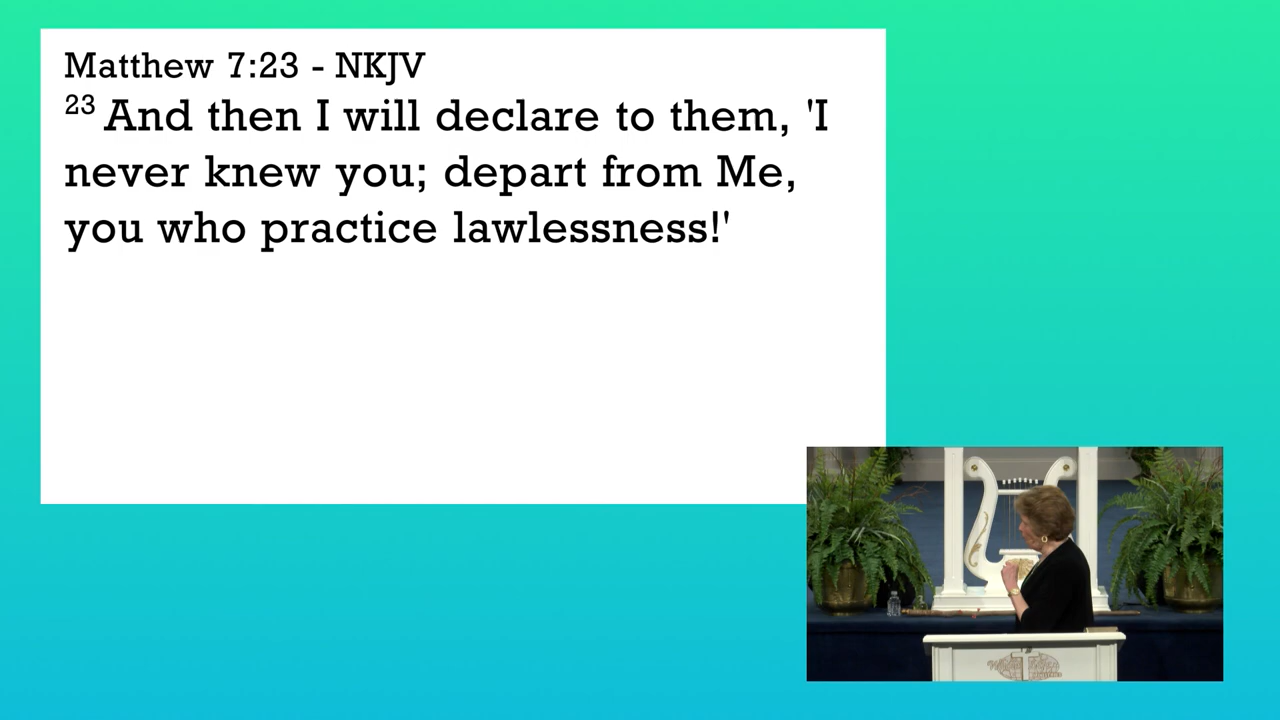 Matthew 7:23 - NKJV
23 And then I will declare to them, 'I
never knew you; depart from Me,
you who practice lawlessness!'